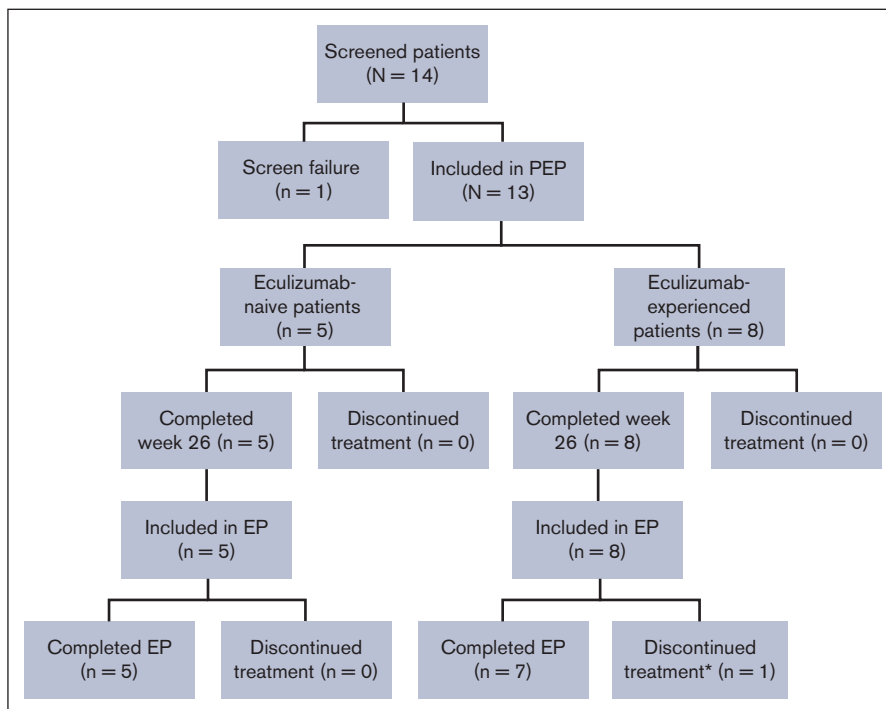 Screened patients
(N = 14)
Screen failure
(n = 1)
Included in PEP
(N = 13)
Eculizumab-
naive patients
(n = 5)
Eculizumab-
experienced
patients (n = 8)
Completed
week 26 (n = 5)
Discontinued
treatment (n = 0)
Completed week
26 (n = 8)
Discontinued
treatment (n = 0)
Included in EP
(n = 5)
Included in EP
(n = 8)
Completed EP
(n = 5)
Discontinued
treatment (n = 0)
Completed EP
(n = 7)
Discontinued
treatment* (n = 1)